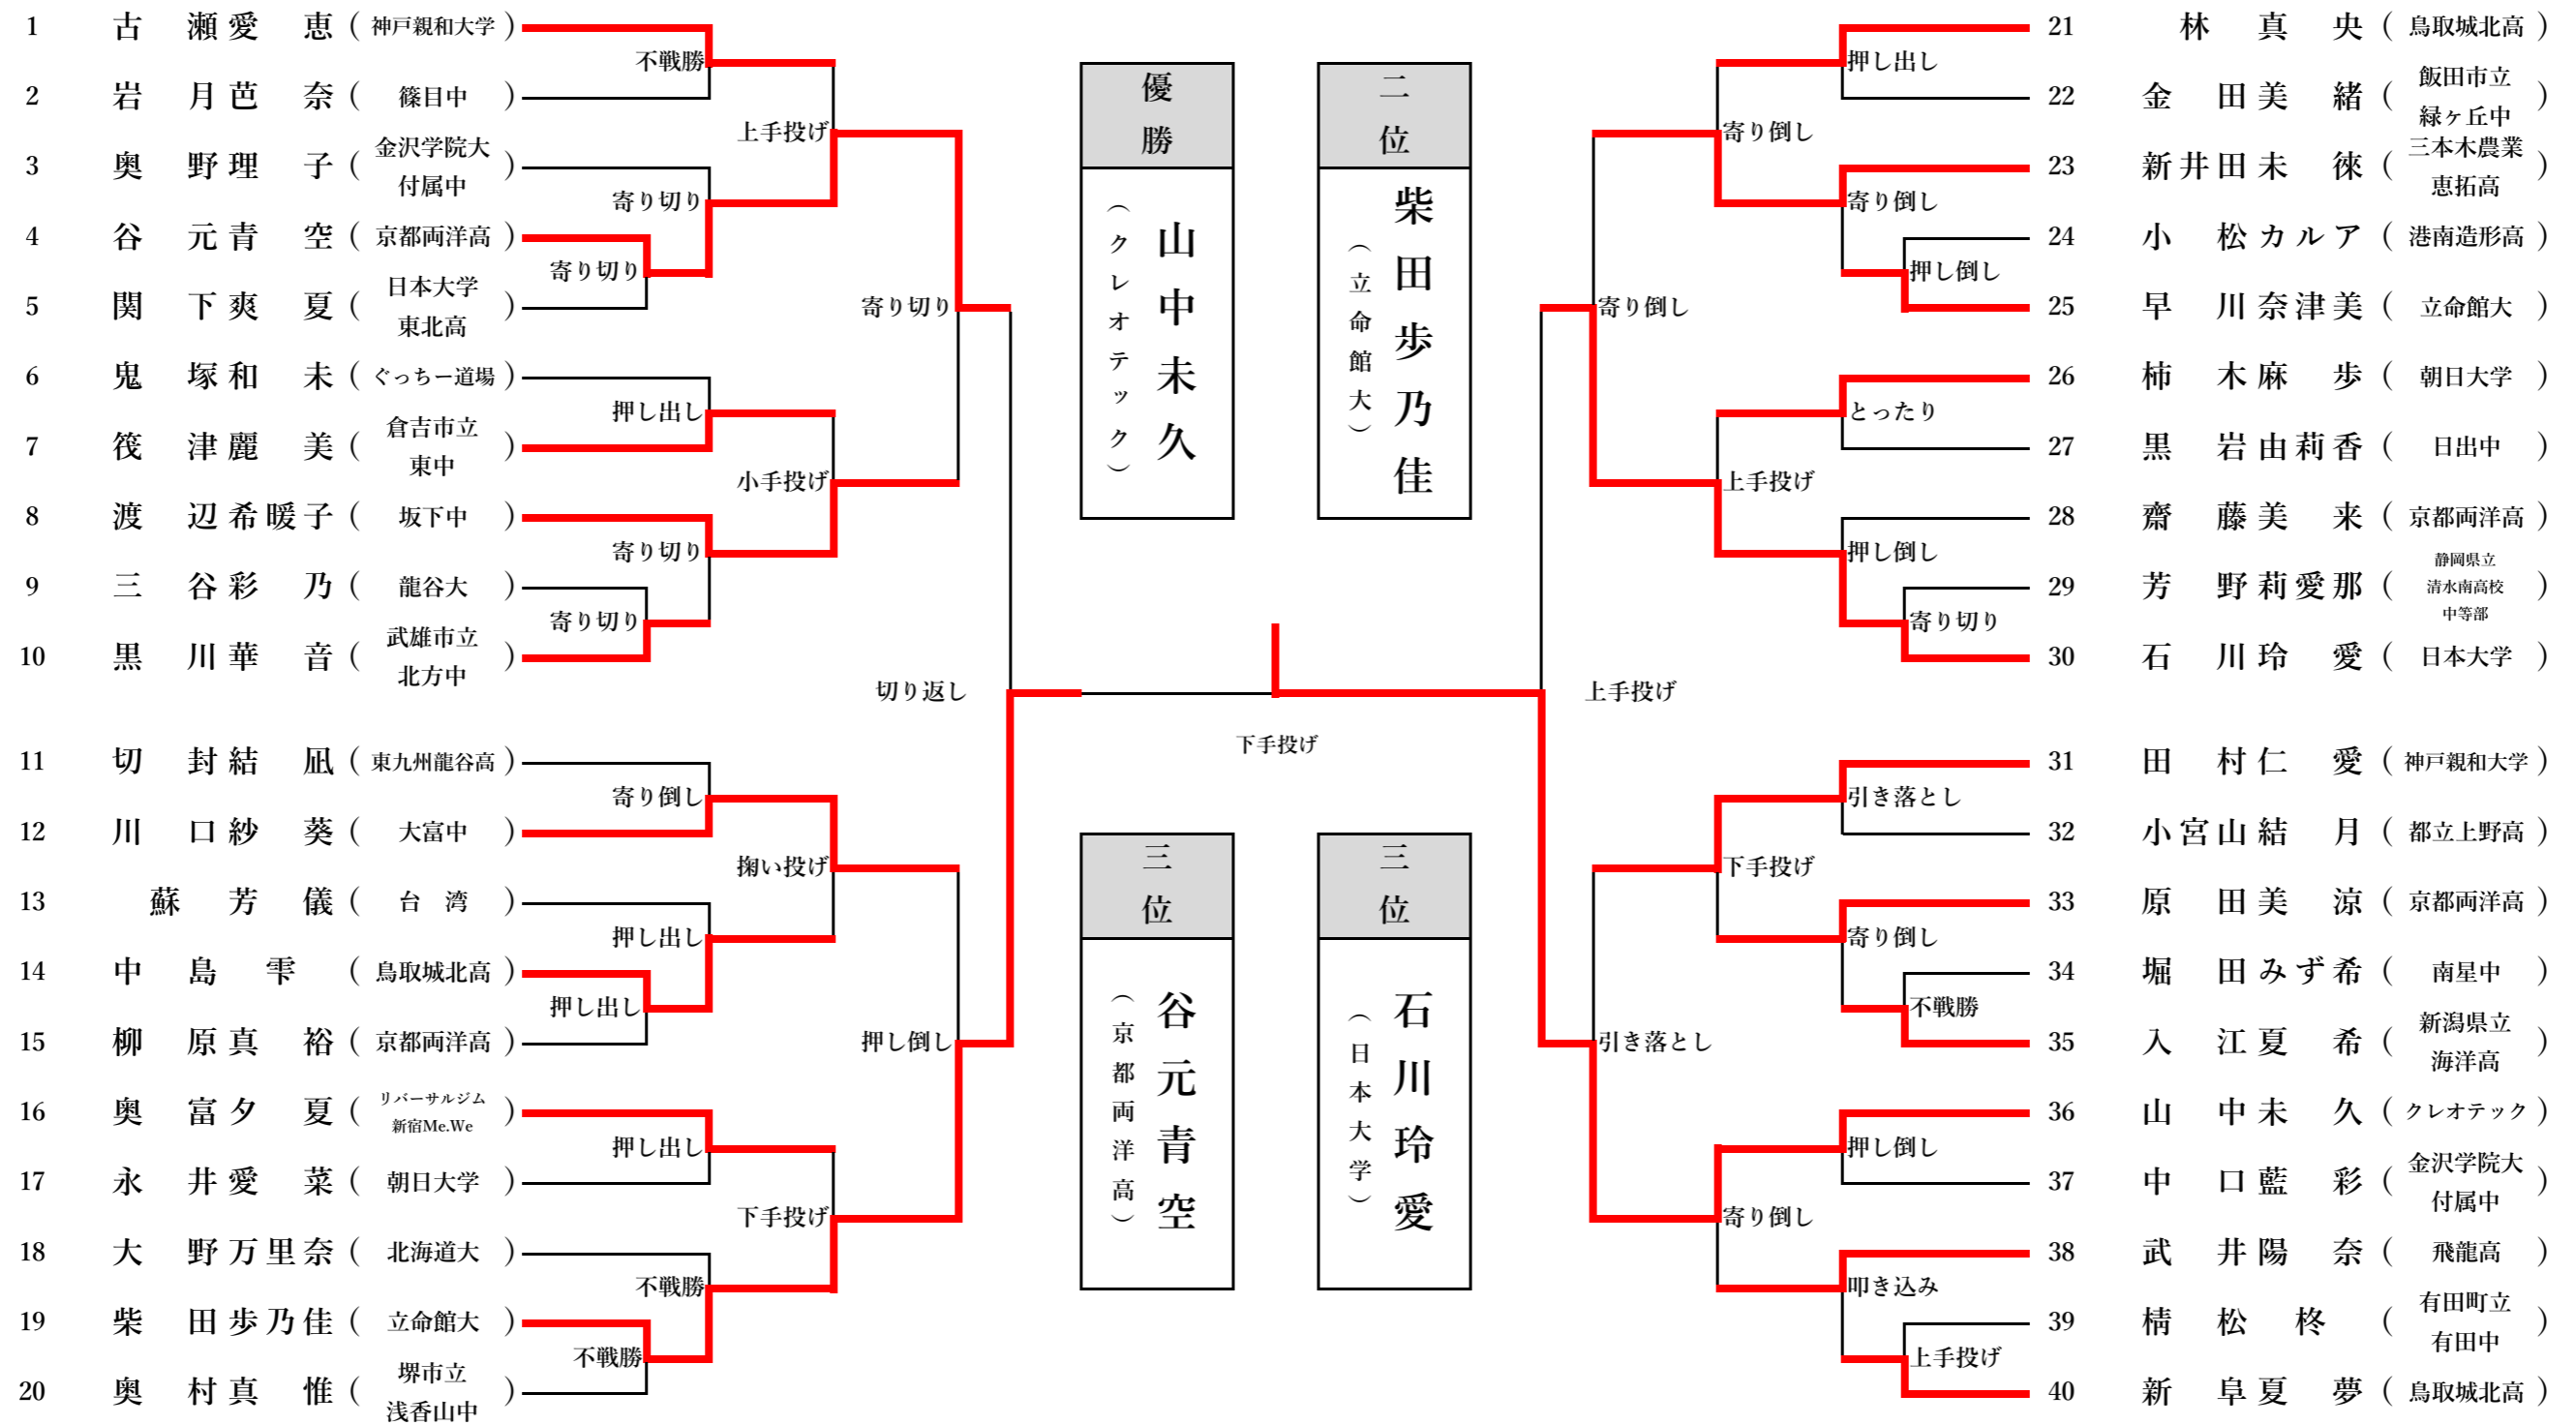 1 古瀬愛恵 (神戸親和大学)
2 岩月芭奈 (篠目中)
3 奥野理子 (金沢学院大付属中)
4 谷元青空 (京都両洋高)
5 関下爽夏 (日本大学東北高)
6 鬼塚和未 (ぐっちー道場)
7 筏津麗美 (倉吉市立東中)
8 渡辺希暖子 (坂下中)
9 三谷彩乃 (龍谷大)
10 黒川華音 (武雄市立北方中)
11 切封結凪 (東九州龍谷高)
12 川口紗葵 (大富中)
13 蘇芳儀 (台湾)
14 中島雫 (鳥取城北高)
15 柳原真裕 (京都両洋高)
16 奥富夕夏 (リバーサルジム新宿Me.We)
17 永井愛菜 (朝日大学)
18 大野万里奈 (北海道大)
19 柴田歩乃佳 (立命館大)
20 奥村真惟 (堺市立浅香山中)
不戦勝
上手投げ
寄り切り
寄り切り
寄り切り
押し出し
小手投げ
寄り切り
寄り切り
切り返し
寄り倒し
掬い投げ
押し出し
押し出し
押し倒し
押し出し
下手投げ
不戦勝
不戦勝
優勝
山中未久
(クレオテック)
二位
柴田歩乃佳
(立命館大)
下手投げ
三位
谷元青空
(京都両洋高)
三位
石川玲愛
(日本大学)
押し出し
寄り倒し
寄り倒し
押し倒し
寄り倒し
とったり
上手投げ
押し倒し
寄り切り
上手投げ
引き落とし
下手投げ
寄り倒し
不戦勝
引き落とし
押し倒し
寄り倒し
叩き込み
上手投げ
21 林真央 (鳥取城北高)
22 金田美緒 (飯田市立緑ヶ丘中)
23 新井田未徠 (三本木農業恵拓高)
24 小松カルア (港南造形高)
25 早川奈津美 (立命館大)
26 柿木麻歩 (朝日大学)
27 黒岩由莉香 (日出中)
28 齋藤美来 (京都両洋高)
29 芳野莉愛那 (静岡県立清水南高校中等部)
30 石川玲愛 (日本大学)
31 田村仁愛 (神戸親和大学)
32 小宮山結月 (都立上野高)
33 原田美涼 (京都両洋高)
34 堀田みず希 (南星中)
35 入江夏希 (新潟県立海洋高)
36 山中未久 (クレオテック)
37 中口藍彩 (金沢学院大付属中)
38 武井陽奈 (飛龍高)
39 棈松柊 (有田町立有田中)
40 新阜夏夢 (鳥取城北高)